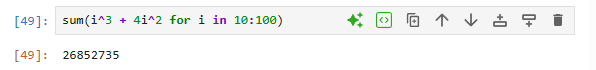 [49]: sum(i^3 + 4i^2 for i in 10:100)
[49]: 26852735